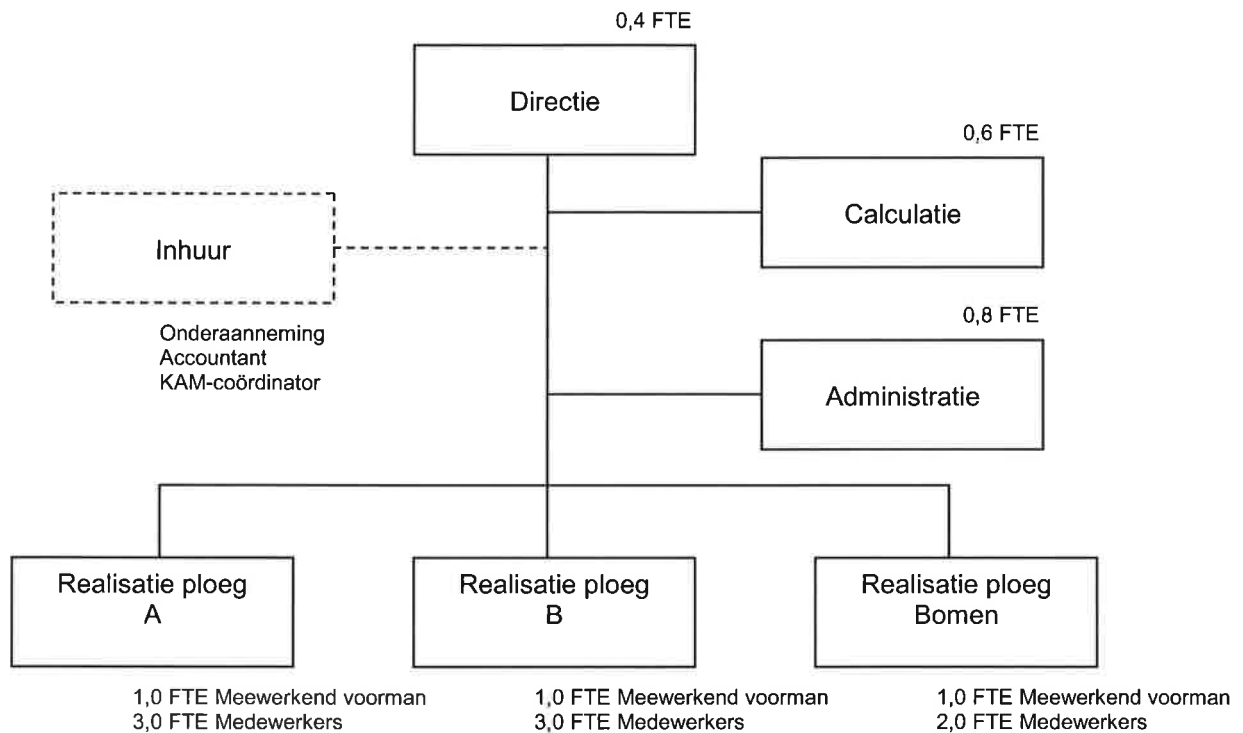 0,4 FTE
Directie
0,6 FTE
Calculatie
Inhuur
Onderaanneming
Accountant
KAM-coördinator
0,8 FTE
Administratie
Realisatie ploeg
A
1,0 FTE Meewerkend voorman
3,0 FTE Medewerkers
Realisatie ploeg
B
1,0 FTE Meewerkend voorman
3,0 FTE Medewerkers
Realisatie ploeg
Bomen
1,0 FTE Meewerkend voorman
2,0 FTE Medewerkers